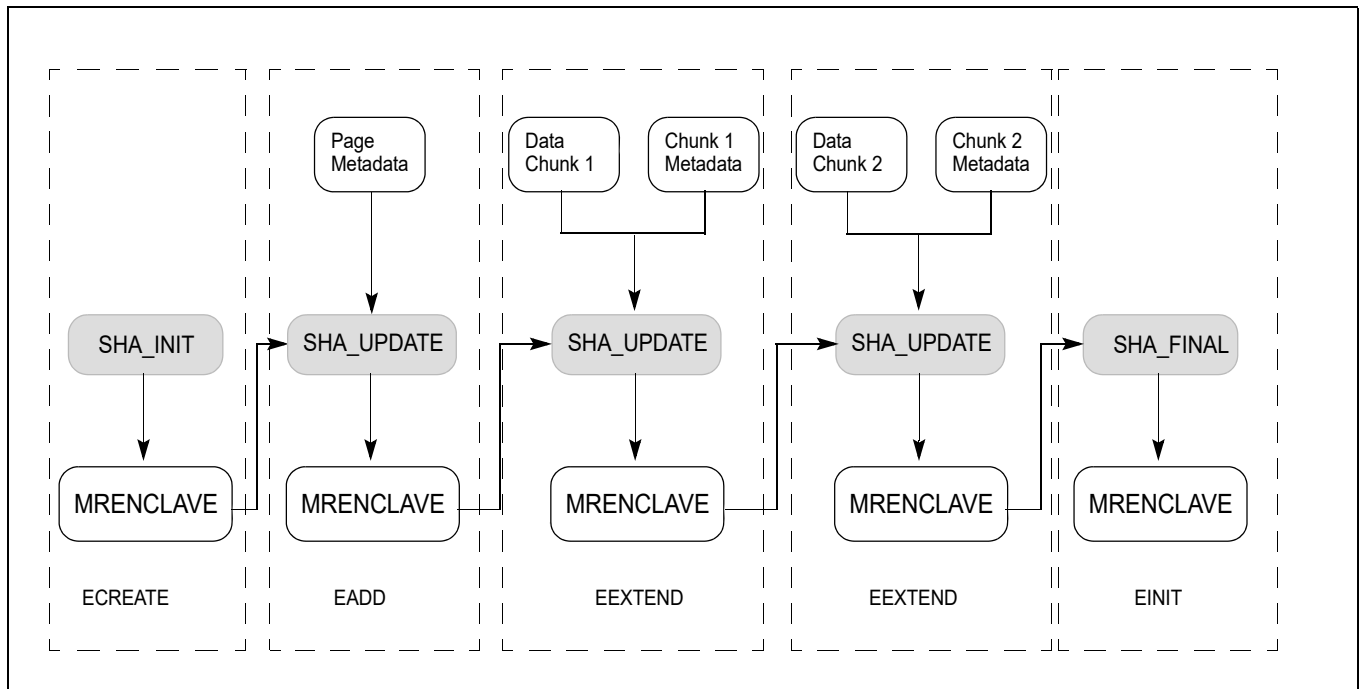 Page
Metadata
Data
Chunk 1
Chunk 1
Metadata
Data
Chunk 2
Chunk 2
Metadata
SHA_INIT
SHA_UPDATE
SHA_UPDATE
SHA_UPDATE
SHA_FINAL
MRENCLAVE
MRENCLAVE
MRENCLAVE
MRENCLAVE
MRENCLAVE
ECREATE
EADD
EEXTEND
EEXTEND
EINIT